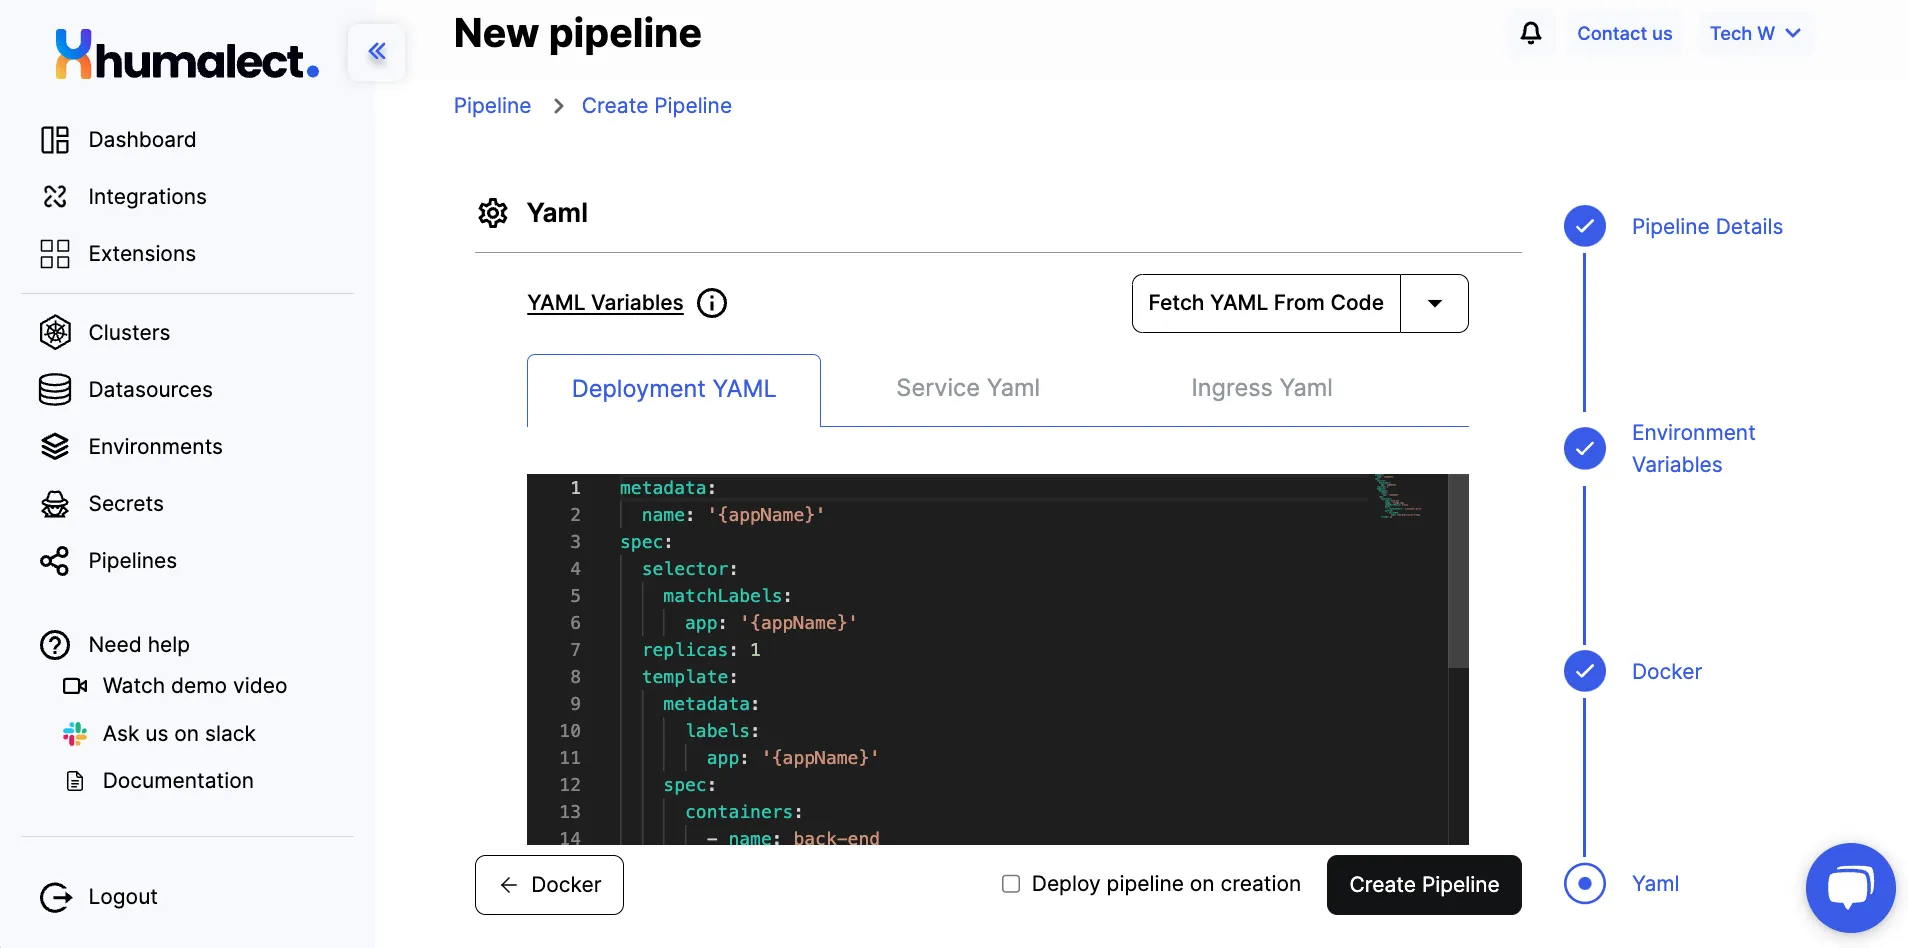 humalect.
New pipeline
Contact us
Tech W
Pipeline > Create Pipeline
Dashboard
Integrations
Extensions
Clusters
Datasources
Environments
Secrets
Pipelines
Need help
Watch demo video
Ask us on slack
Documentation
Logout
Yaml
YAML Variables
Fetch YAML From Code
Deployment YAML
Service Yaml
Ingress Yaml
1 metadata:
2   name: '{appName}'
3 spec:
4   selector:
5     matchLabels:
6       app: '{appName}'
7   replicas: 1
8   template:
9     metadata:
10       labels:
11         app: '{appName}'
12     spec:
13       containers:
14         - name: back-end
← Docker
Deploy pipeline on creation
Create Pipeline
Pipeline Details
Environment
Variables
Docker
Yaml